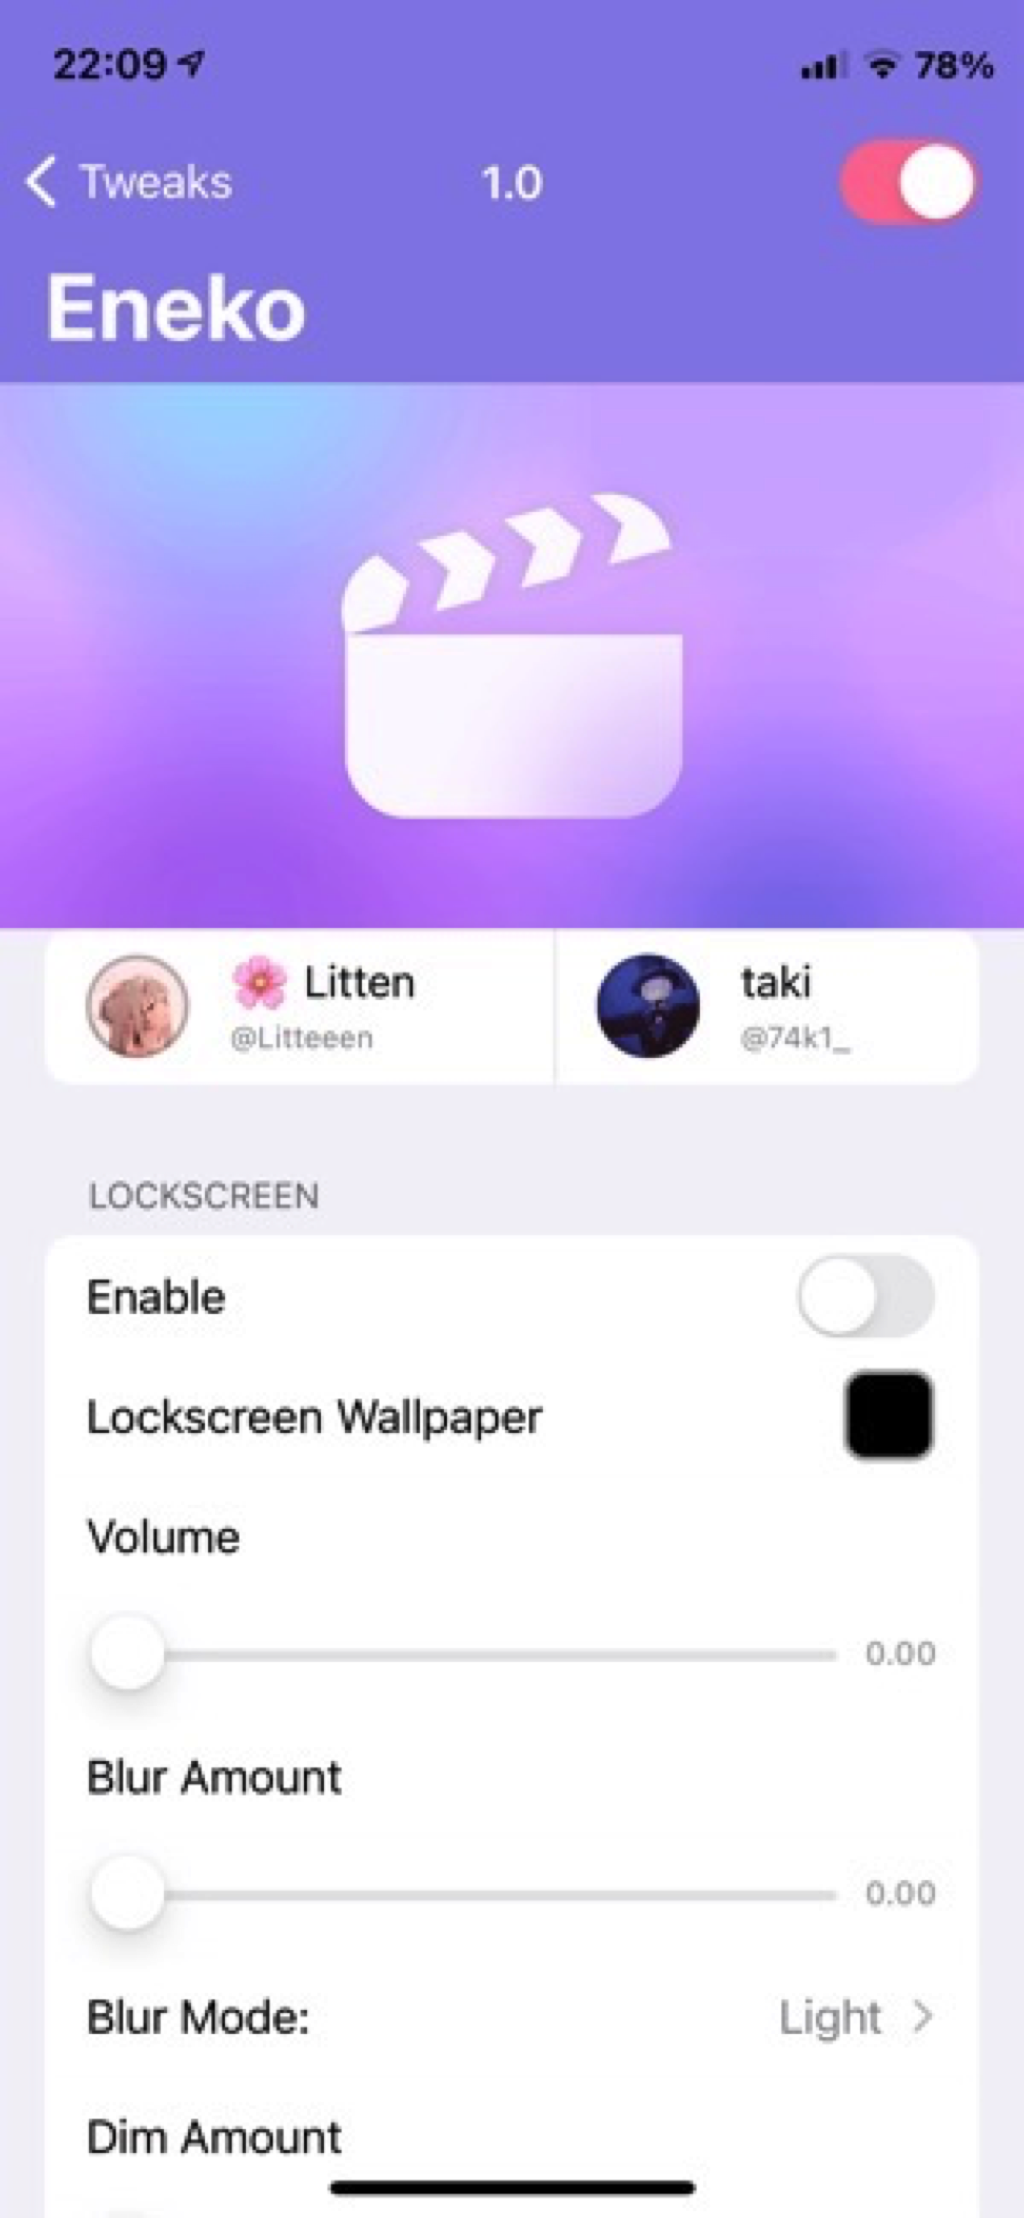 22:09 78%
Tweaks 1.0
Eneko
🌸 Litten
@Litteeen
taki
@74k1_
LOCKSCREEN
Enable
Lockscreen Wallpaper
Volume
0.00
Blur Amount
0.00
Blur Mode: Light
Dim Amount